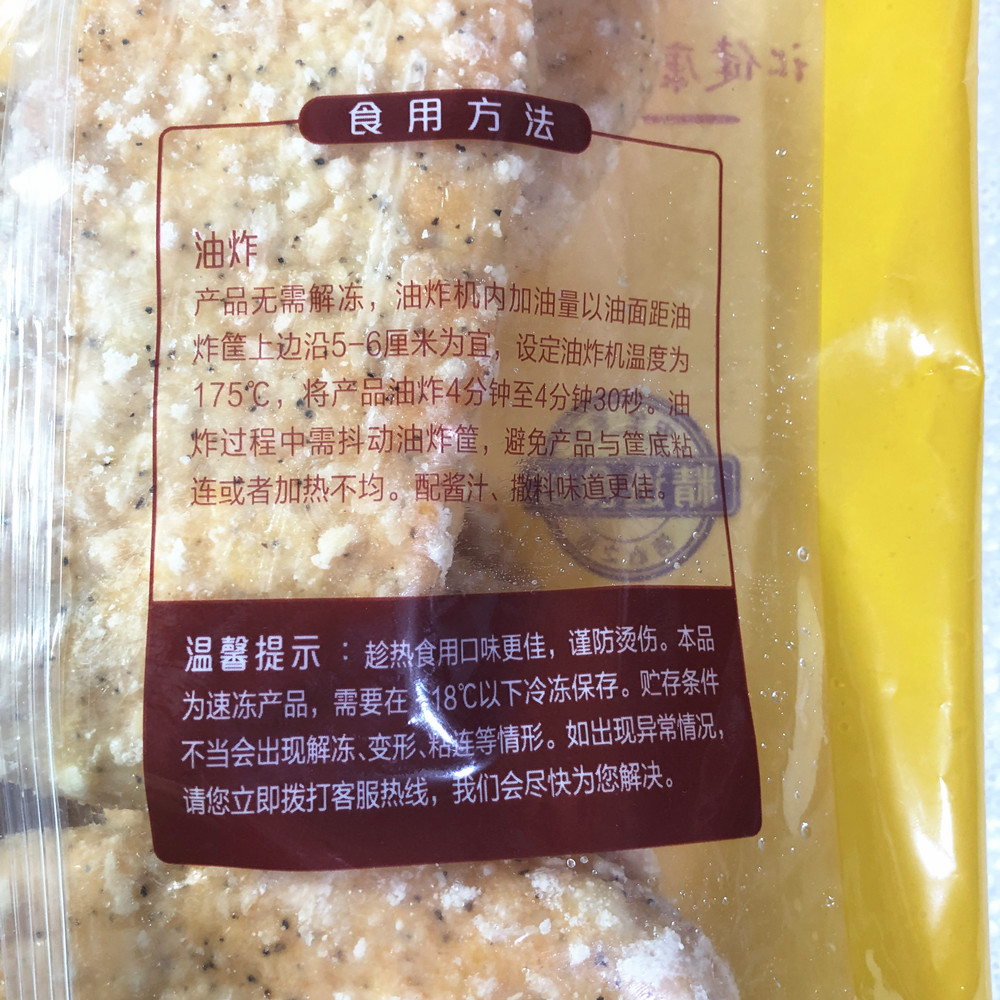 食用方法
油炸
产品无需解冻，油炸机内加油量以油面距油
炸筐上边沿5-6厘米为宜，设定油炸机温度为
175℃，将产品油炸4分钟至4分钟30秒。油
炸过程中需抖动油炸筐，避免产品与筐底粘
连或者加热不均。配酱汁、撒料味道更佳。
温馨提示：趁热食用口味更佳，谨防烫伤。本品
为速冻产品，需要在-18℃以下冷冻保存。贮存条件
不当会出现解冻、变形、粘连等情形。如出现异常情况，
请您立即拨打客服热线，我们会尽快为您解决。
让健康
精选